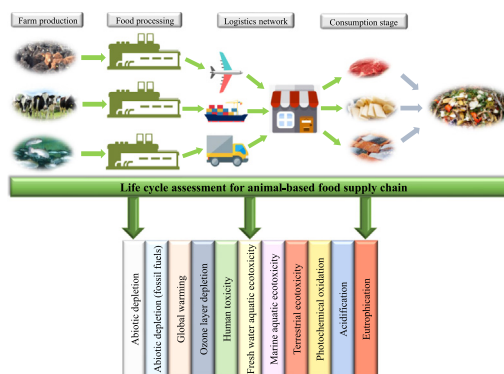 Farm production
Food processing
Logistics network
Consumption stage
Life cycle assessment for animal-based food supply chain
Abiotic depletion
Abiotic depletion (fossil fuels)
Global warming
Ozone layer depletion
Human toxicity
Fresh water aquatic ecotoxicity
Marine aquatic ecotoxicity
Terrestrial ecotoxicity
Photochemical oxidation
Acidification
Eutrophication